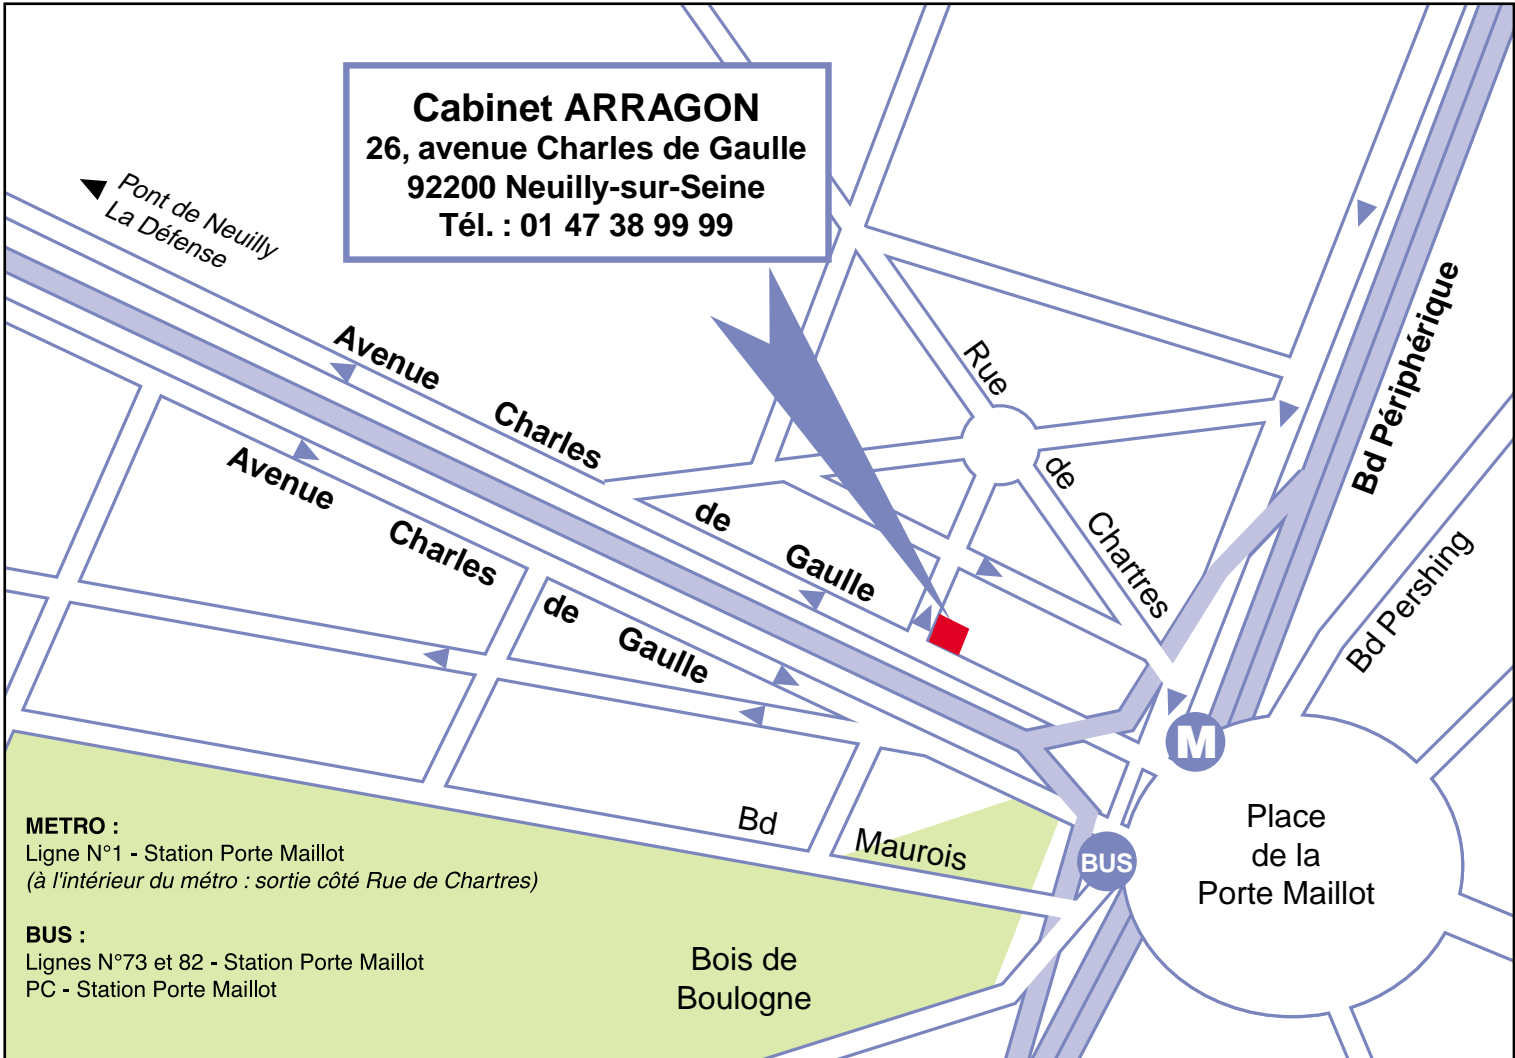 Cabinet ARRAGON
26, avenue Charles de Gaulle
92200 Neuilly-sur-Seine
Tél. : 01 47 38 99 99
Pont de Neuilly
La Défense
Avenue Charles de Gaulle
Avenue Charles de Gaulle
Rue de Chartres
Bd Périphérique
Bd Pershing
M
BUS
Place
de la
Porte Maillot
Bd Maurois
Bois de
Boulogne
METRO :
Ligne N°1 - Station Porte Maillot
(à l'intérieur du métro : sortie côté Rue de Chartres)
BUS :
Lignes N°73 et 82 - Station Porte Maillot
PC - Station Porte Maillot